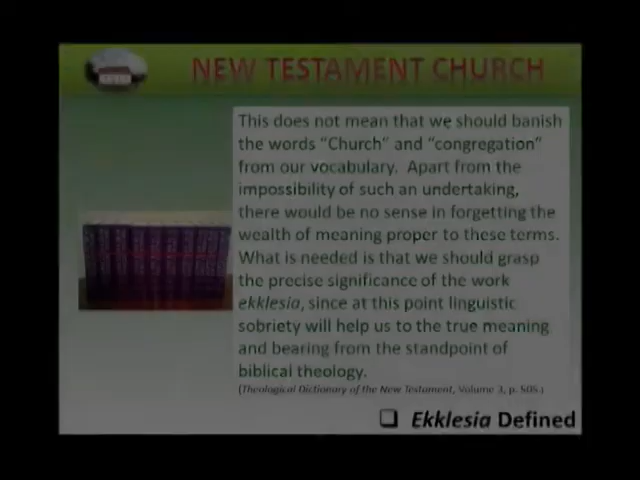 NEW TESTAMENT CHURCH
This does not mean that we should banish
the words "Church" and "congregation"
from our vocabulary. Apart from the
impossibility of such an undertaking,
there would be no sense in forgetting the
wealth of meaning proper to these terms.
What is needed is that we should grasp
the precise significance of the work
ekklesia, since at this point linguistic
sobriety will help us to the true meaning
and bearing from the standpoint of
biblical theology.
(Theological Dictionary of the New Testament, Volume 3, p. 505.)
❑ Ekklesia Defined